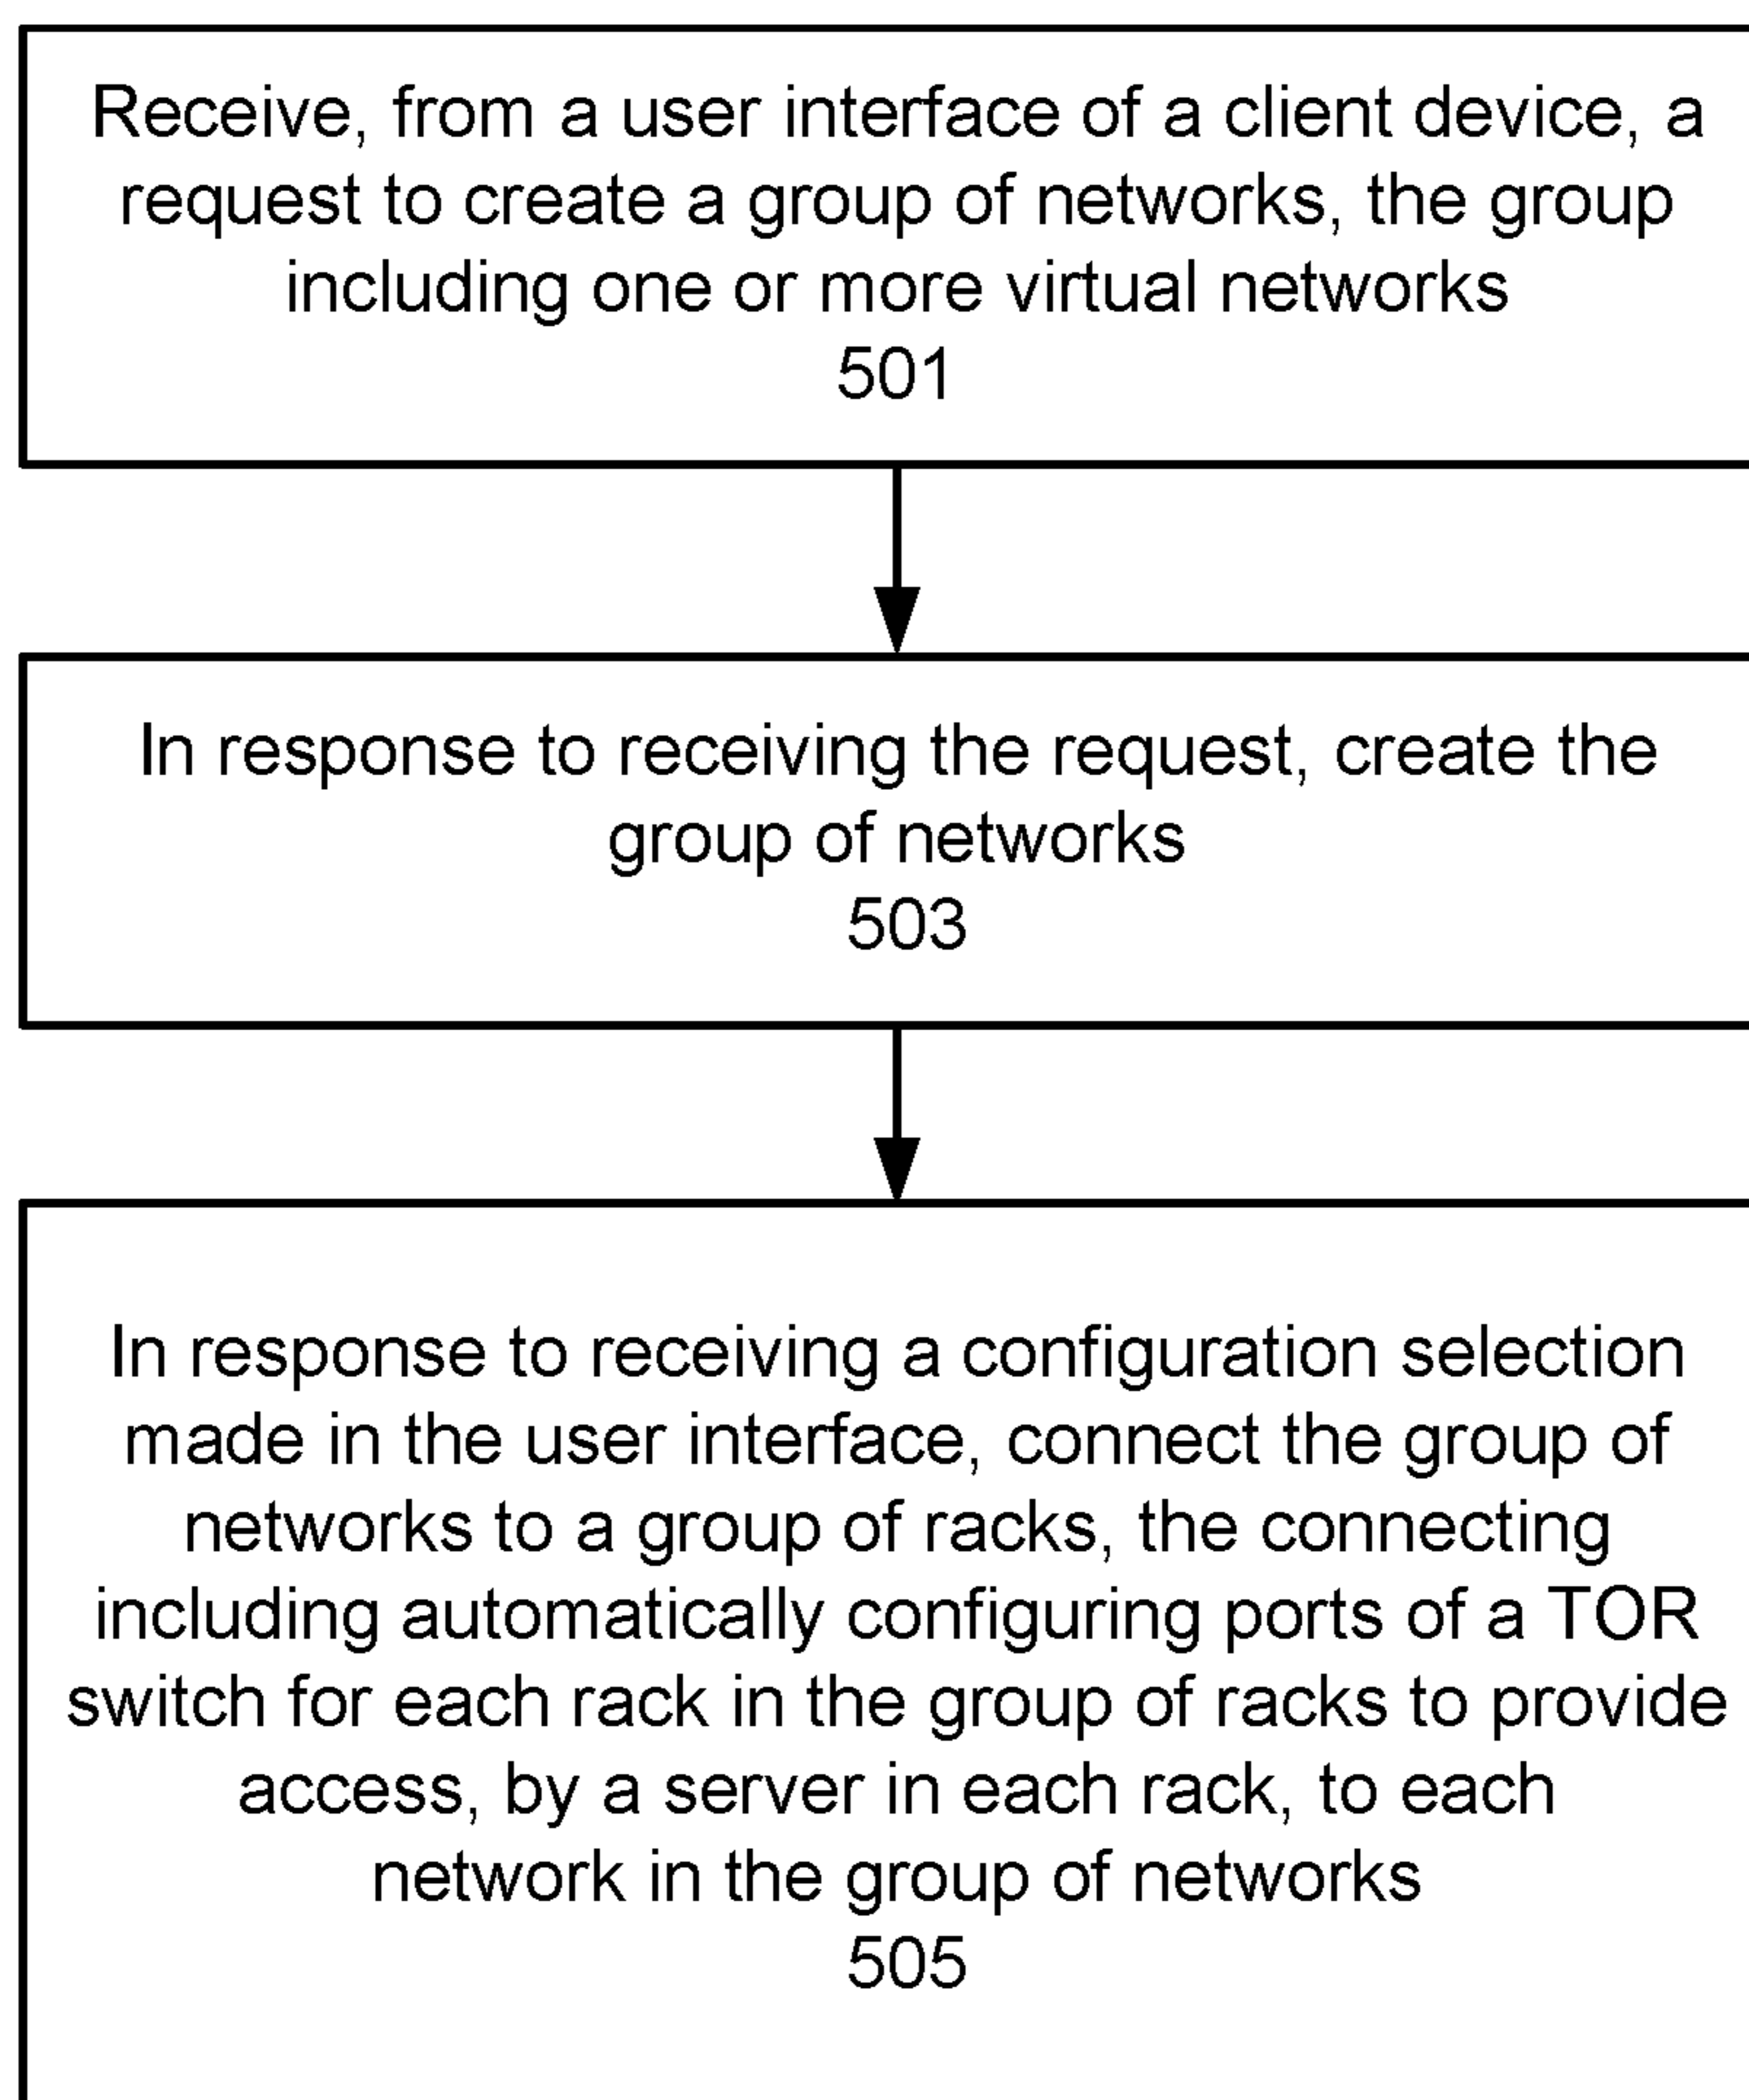 Receive, from a user interface of a client device, a
request to create a group of networks, the group
including one or more virtual networks
501
In response to receiving the request, create the
group of networks
503
In response to receiving a configuration selection
made in the user interface, connect the group of
networks to a group of racks, the connecting
including automatically configuring ports of a TOR
switch for each rack in the group of racks to provide
access, by a server in each rack, to each
network in the group of networks
505